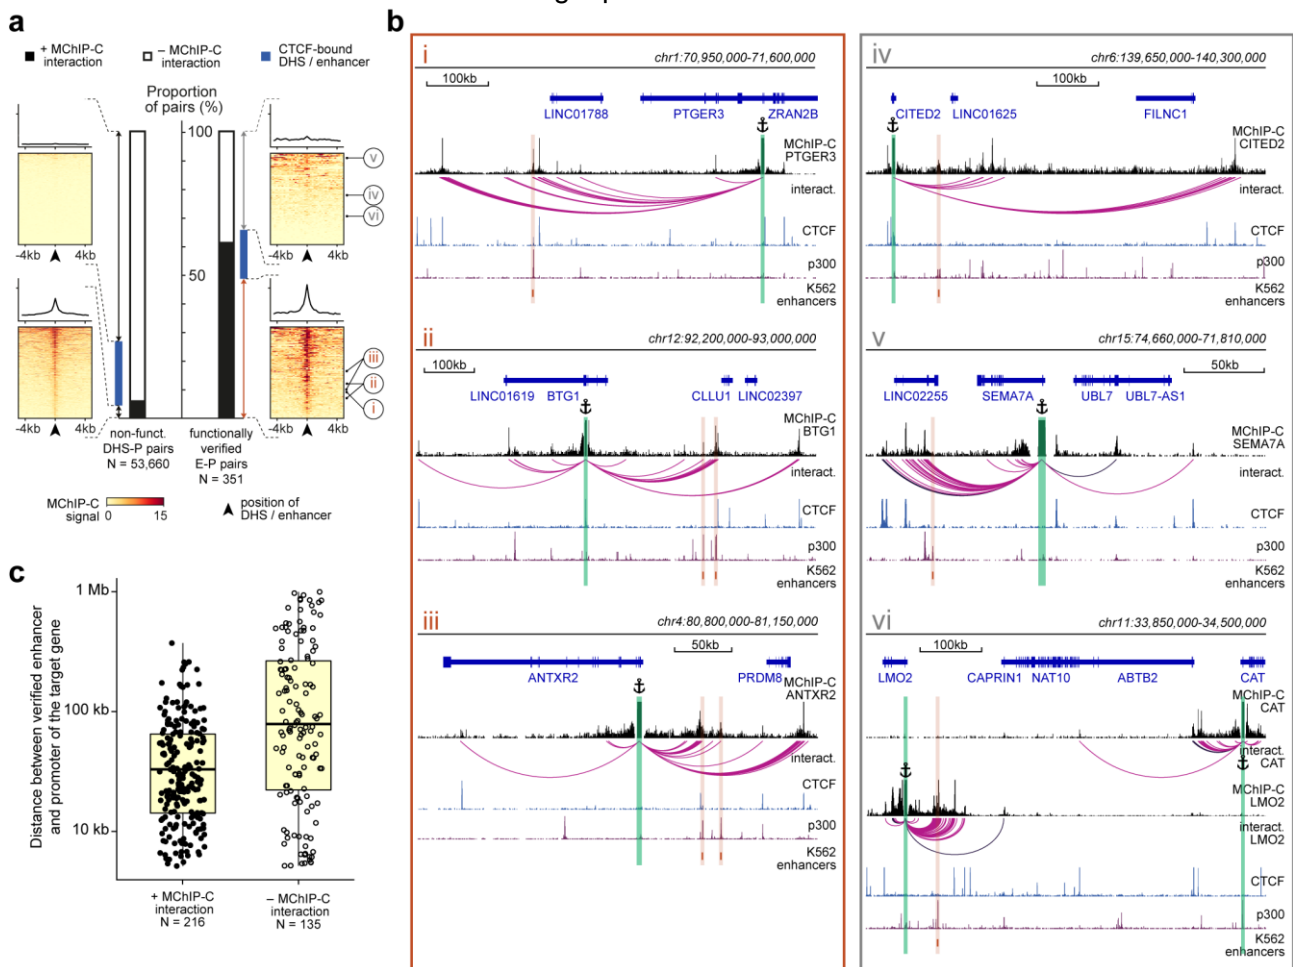 a
+ MChIP-C interaction
– MChIP-C interaction
CTCF-bound DHS / enhancer
Proportion of pairs (%)
100
50
v
iv
vi
-4kb 4kb
-4kb 4kb
iii
ii
i
-4kb 4kb
-4kb 4kb
non-funct. DHS-P pairs N = 53,660
functionally verified E-P pairs N = 351
MChIP-C signal 0 15
position of DHS / enhancer
b
i
chr1:70,950,000-71,600,000
100kb
LINC01788 PTGER3 ZRAN2B
MChIP-C PTGER3
interact.
CTCF
p300
K562 enhancers
ii
chr12:92,200,000-93,000,000
100kb
LINC01619 BTG1 CLLU1 LINC02397
MChIP-C BTG1
interact.
CTCF
p300
K562 enhancers
iii
chr4:80,800,000-81,150,000
50kb
ANTXR2 PRDM8
MChIP-C ANTXR2
interact.
CTCF
p300
K562 enhancers
iv
chr6:139,650,000-140,300,000
100kb
CITED2 LINC01625 FILNC1
MChIP-C CITED2
interact.
CTCF
p300
K562 enhancers
v
chr15:74,660,000-71,810,000
50kb
LINC02255 SEMA7A UBL7 UBL7-AS1
MChIP-C SEMA7A
interact.
CTCF
p300
K562 enhancers
vi
chr11:33,850,000-34,500,000
100kb
LMO2 CAPRIN1 NAT10 ABTB2 CAT
MChIP-C CAT
interact. CAT
MChIP-C LMO2
interact. LMO2
CTCF
p300
K562 enhancers
c
Distance between verified enhancer and promoter of the target gene
1 Mb
100 kb
10 kb
+ MChIP-C interaction N = 216
– MChIP-C interaction N = 135